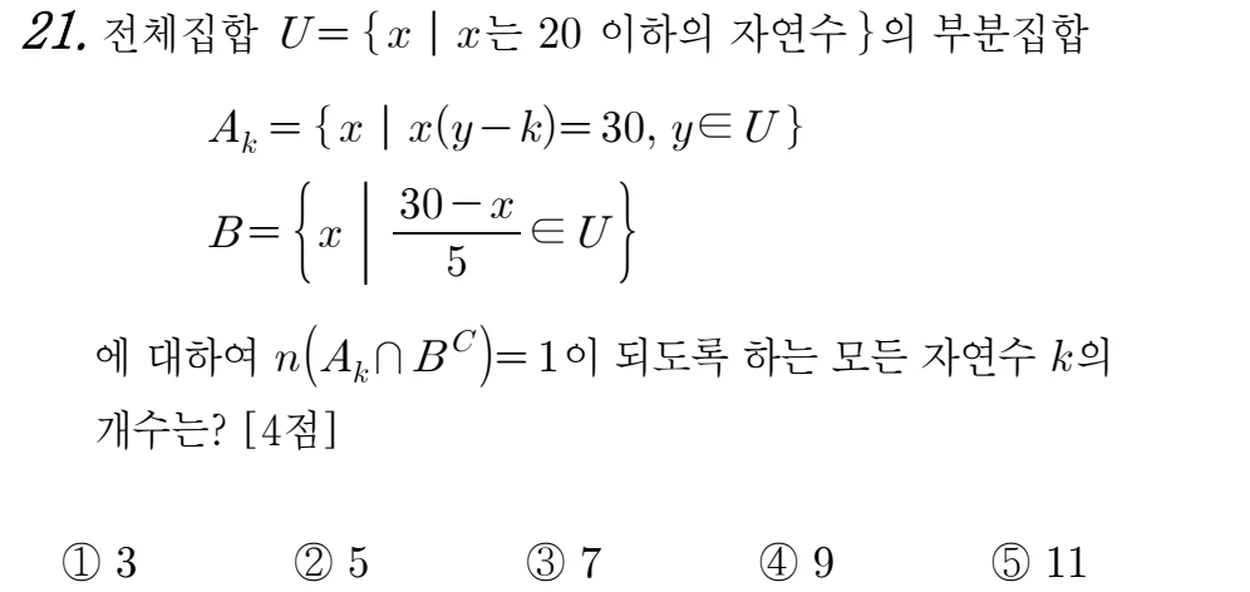 21. 전체집합 U={x | x는 20 이하의 자연수}의 부분집합
A_k = {x | x(y-k)=30, y∈U}
B={x | \frac{30-x}{5}∈U}
에 대하여 n(A_k∩B^C)=1이 되도록 하는 모든 자연수 k의
개수는? [4점]
① 3 ② 5 ③ 7 ④ 9 ⑤ 11